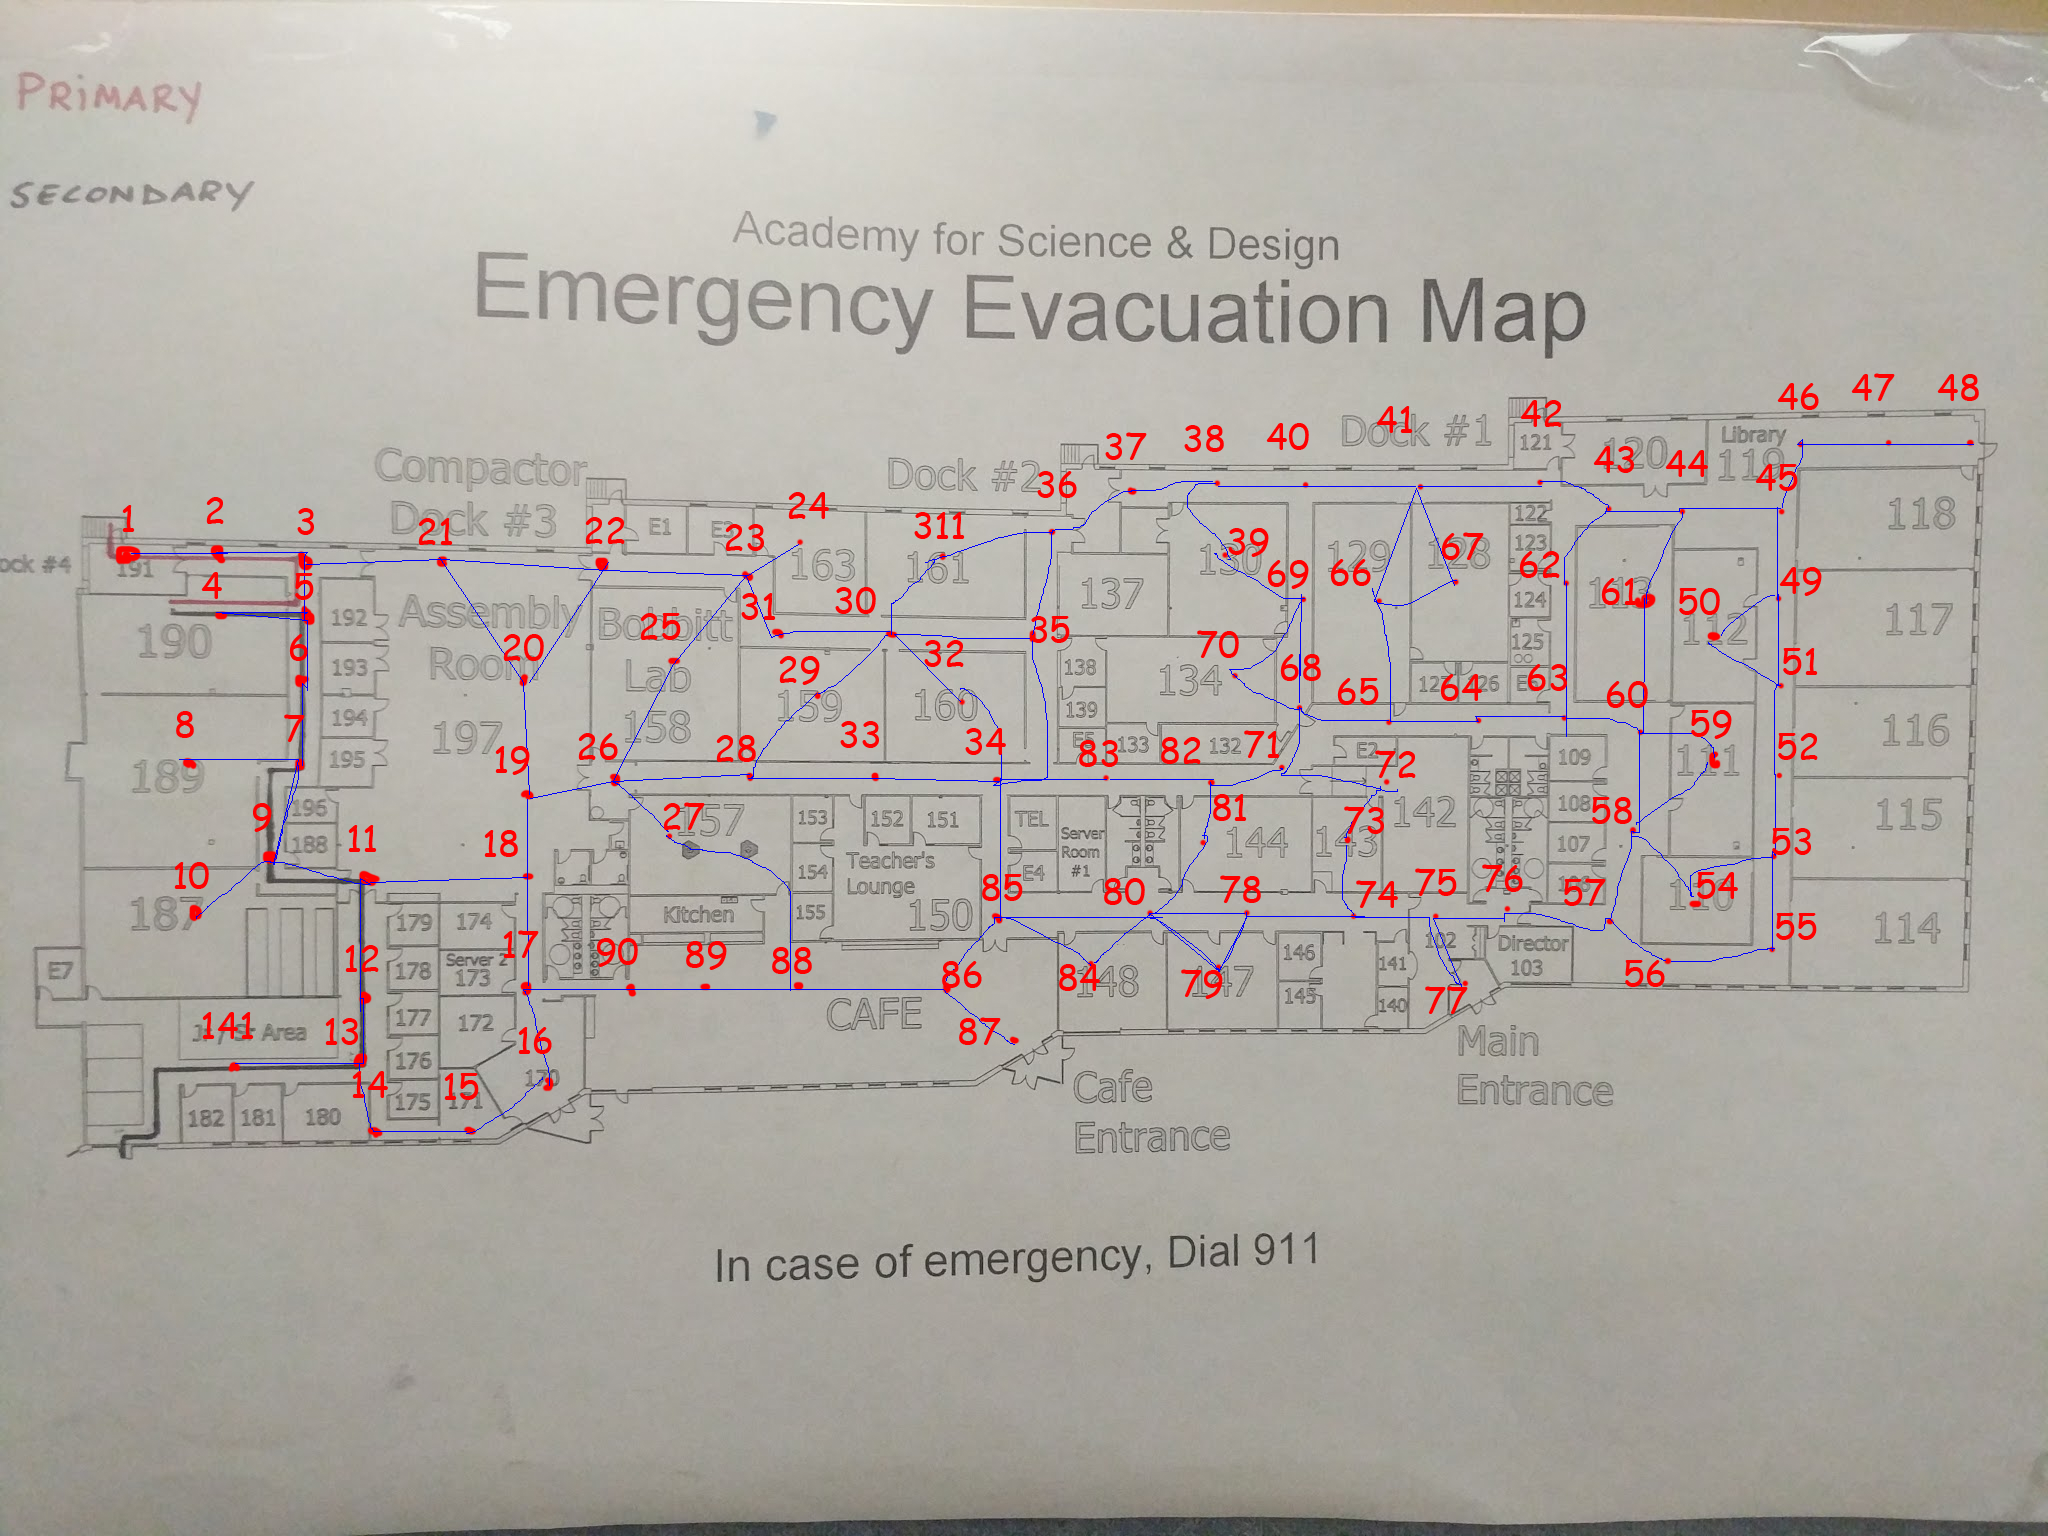 PRIMARY
SECONDARY
Academy for Science & Design
Emergency Evacuation Map
46 47 48
37 38 40 41 Dock #1 42
121 120 Library 119
43 44 45
Compactor Dock #3
Dock #2 36
1 2 3 21 22 23 24 311
E1
ock #4 191
4 5 192
Assembly Room 197
Bobbitt Lab 158
163 161
137 39 130 69 129 66 128 67
122
123
62 124
125
61 113 50 112 49
118
117
190 6 193 20 25 31 30 35
138 139 134 70 68
29 159 32 160
65 64 63 60 51
126
8 7 194 195
189 19 26 28 33 34
83 82 71 133 132
E2 72 109 59 111 52 116
9 196 188
11 18 27 157 153 152 151
TEL Server Room #1
81 144 73 143 142
108 58 107
53 115
154 Teacher's Lounge 150
E4
10 187
179 174
Kitchen 155
85 80 78 74 75 76 57 54 110 55 114
E7
12 178 Server 2 173 17
90 89 88 86
84 148 79 147 146 145 141 140 77
Director 103
56
141 Jr / Sr Area 13 177 172 16
CAFE 87
176
14 175 15 171 170
182 181 180
Cafe Entrance
Main Entrance
In case of emergency, Dial 911